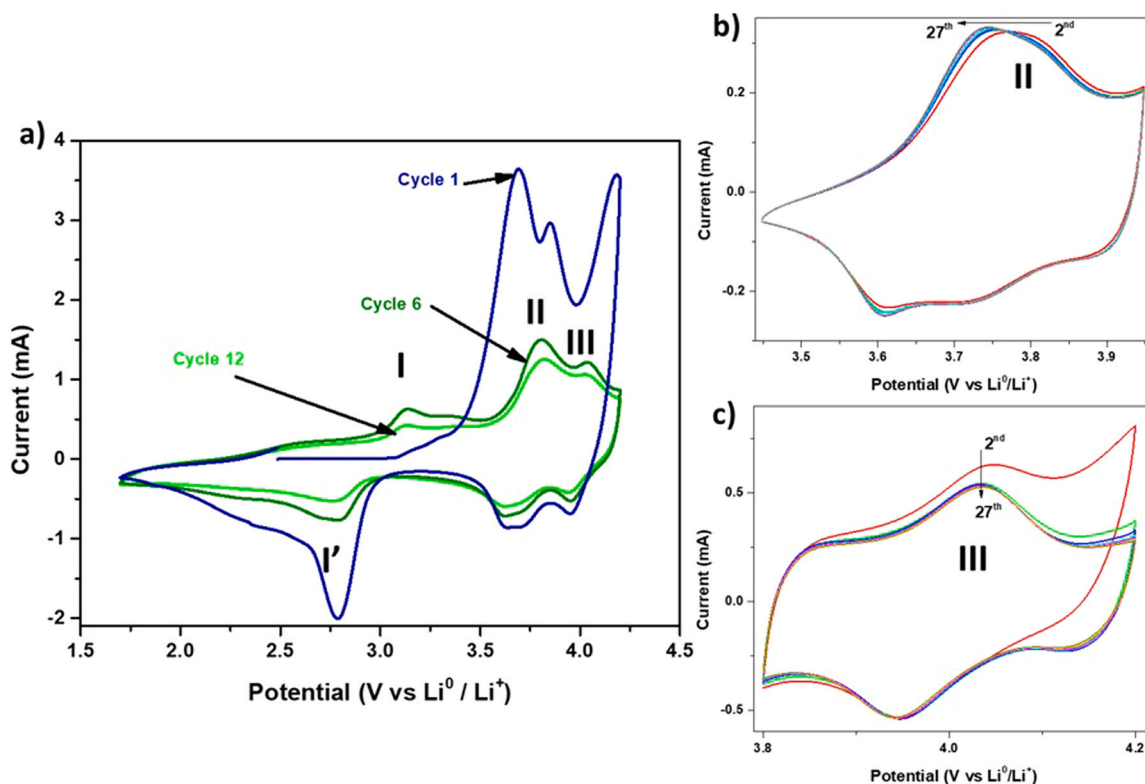 a)
Current (mA)
4
3
2
1
0
-1
-2
1.5 2.0 2.5 3.0 3.5 4.0 4.5
Potential (V vs Li⁰ / Li⁺)
Cycle 1
Cycle 6
Cycle 12
I
II
III
I'
b)
Current (mA)
0.2
0.0
-0.2
3.5 3.6 3.7 3.8 3.9
Potential (V vs Li⁰/Li⁺)
27ᵗʰ 2ⁿᵈ
II
c)
Current (mA)
0.5
0.0
-0.5
3.8 4.0 4.2
Potential (V vs Li⁰/Li⁺)
2ⁿᵈ
27ᵗʰ
III